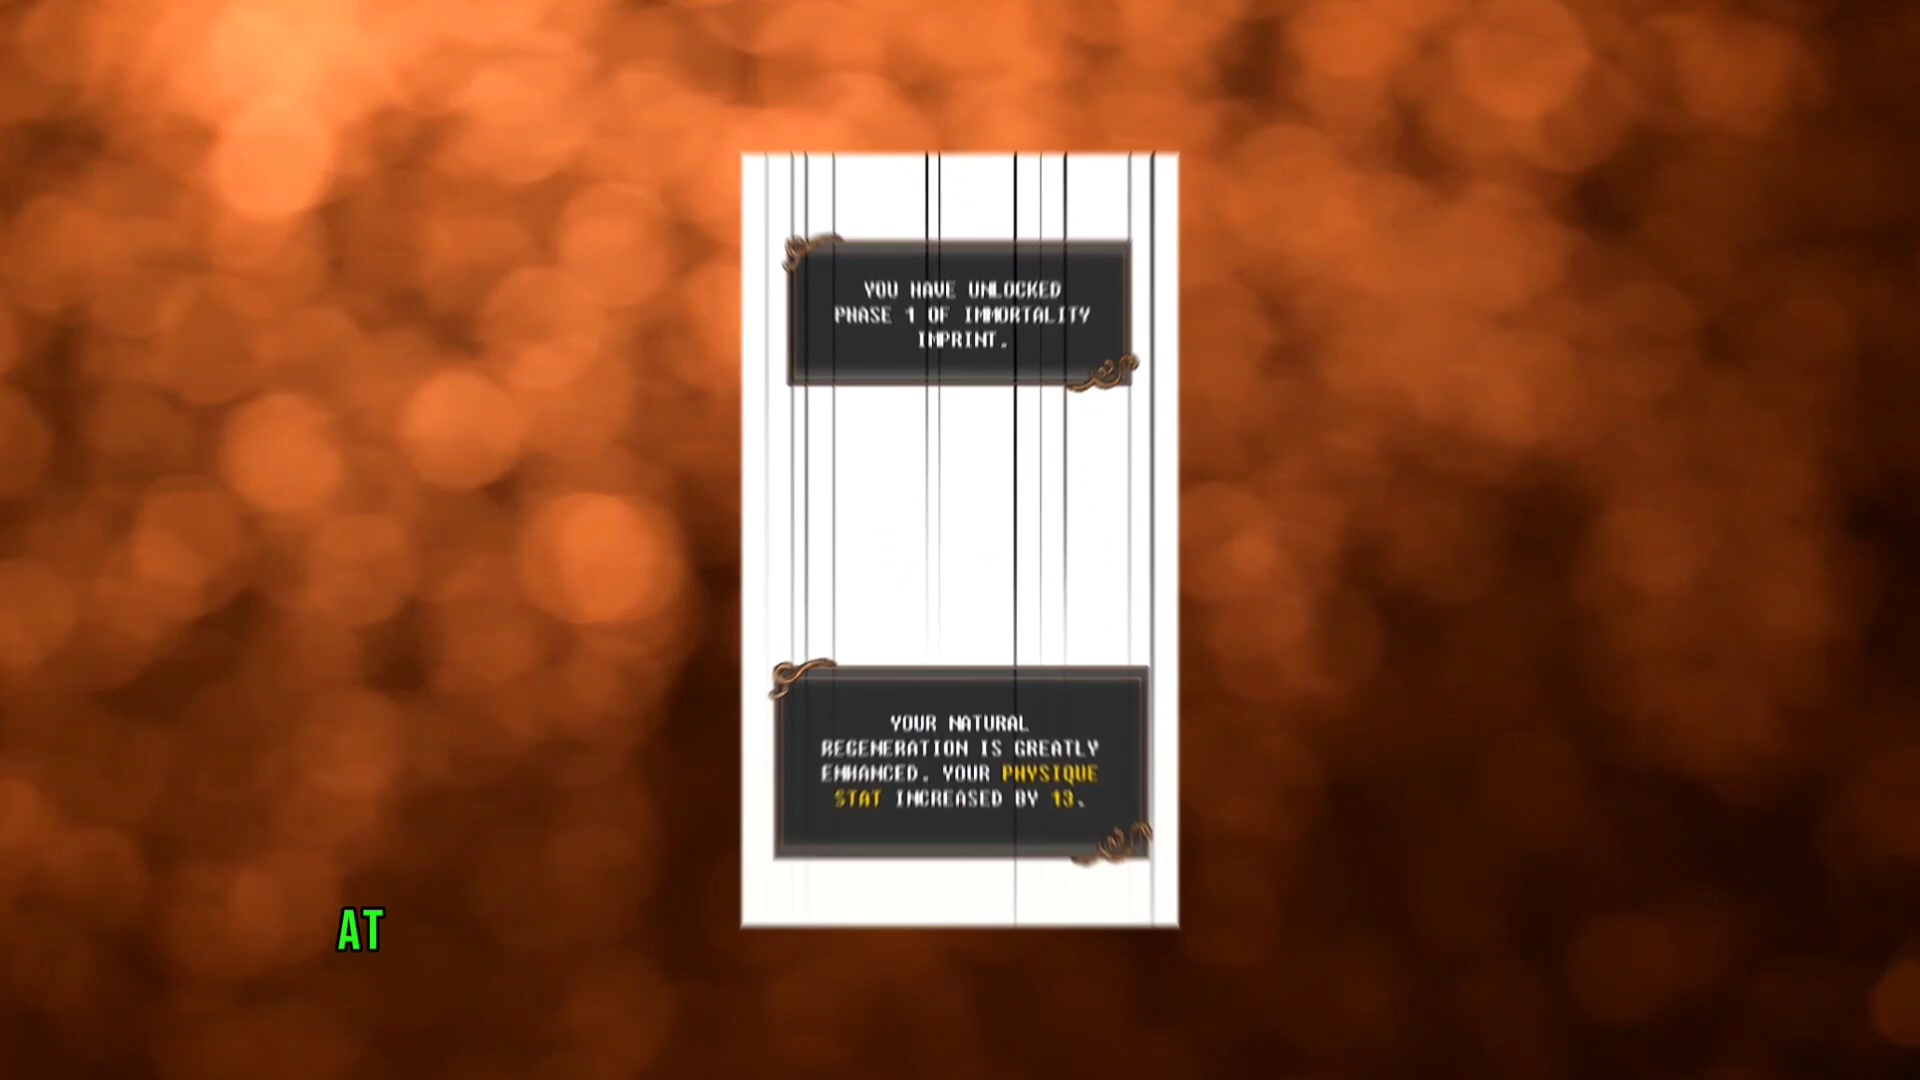 YOU HAVE UNLOCKED
PHASE 1 OF IMMORTALITY
IMPRINT.
YOUR NATURAL
REGENERATION IS GREATLY
ENHANCED. YOUR PHYSIQUE
STAT INCREASED BY 13.
AT